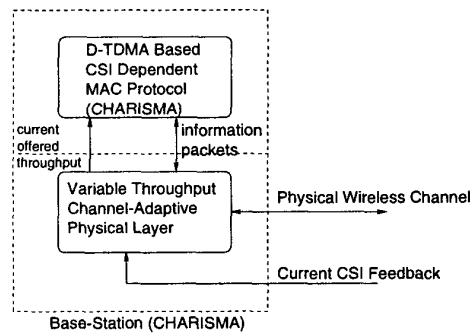 D-TDMA Based
CSI Dependent
MAC Protocol
(CHARISMA)
current
offered
throughput
information
packets
Variable Throughput
Channel-Adaptive
Physical Layer
Physical Wireless Channel
Current CSI Feedback
Base-Station (CHARISMA)